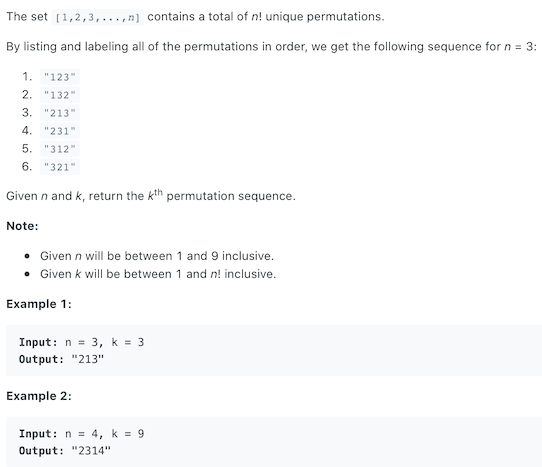 The set [1,2,3,...,n] contains a total of n! unique permutations.
By listing and labeling all of the permutations in order, we get the following sequence for n = 3:
1. "123"
2. "132"
3. "213"
4. "231"
5. "312"
6. "321"
Given n and k, return the kth permutation sequence.
Note:
• Given n will be between 1 and 9 inclusive.
• Given k will be between 1 and n! inclusive.
Example 1:
Input: n = 3, k = 3
Output: "213"
Example 2:
Input: n = 4, k = 9
Output: "2314"